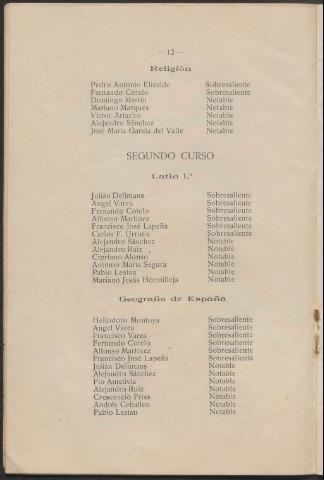 — 12 —
Religión
Pedro Antonio Elizalde Sobresaliente
Fernando Cotelo Sobresaliente
Domingo Martín Notable
Mariano Marqués Notable
Víctor Artacho Notable
Alejandro Sánchez Notable
José María García del Valle Notable
SEGUNDO CURSO
Latín 1.º
Julián Dellmans Sobresaliente
Angel Varea Sobresaliente
Fernando Cotelo Sobresaliente
Alfonso Martínez Sobresaliente
Francisco José Lapeña Sobresaliente
Carlos F. Urrutia Sobresaliente
Alejandro Sánchez Notable
Alejandro Ruiz Notable
Cipriano Alonso Notable
Antonio María Segura Notable
Pablo Lestan Notable
Mariano Jesús Hormilleja Notable
Geografía de España
Heliodoro Montoya Sobresaliente
Angel Varea Sobresaliente
Francisco Varea Sobresaliente
Fernando Cotelo Sobresaliente
Alfonso Martínez Sobresaliente
Francisco José Lapeña Sobresaliente
Julián Dellmans Notable
Alejandro Sánchez Notable
Pío Amelivia Notable
Alejandro Ruiz Notable
Crescencio Prias Notable
Andrés Ceballos Notable
Pablo Lestan Notable